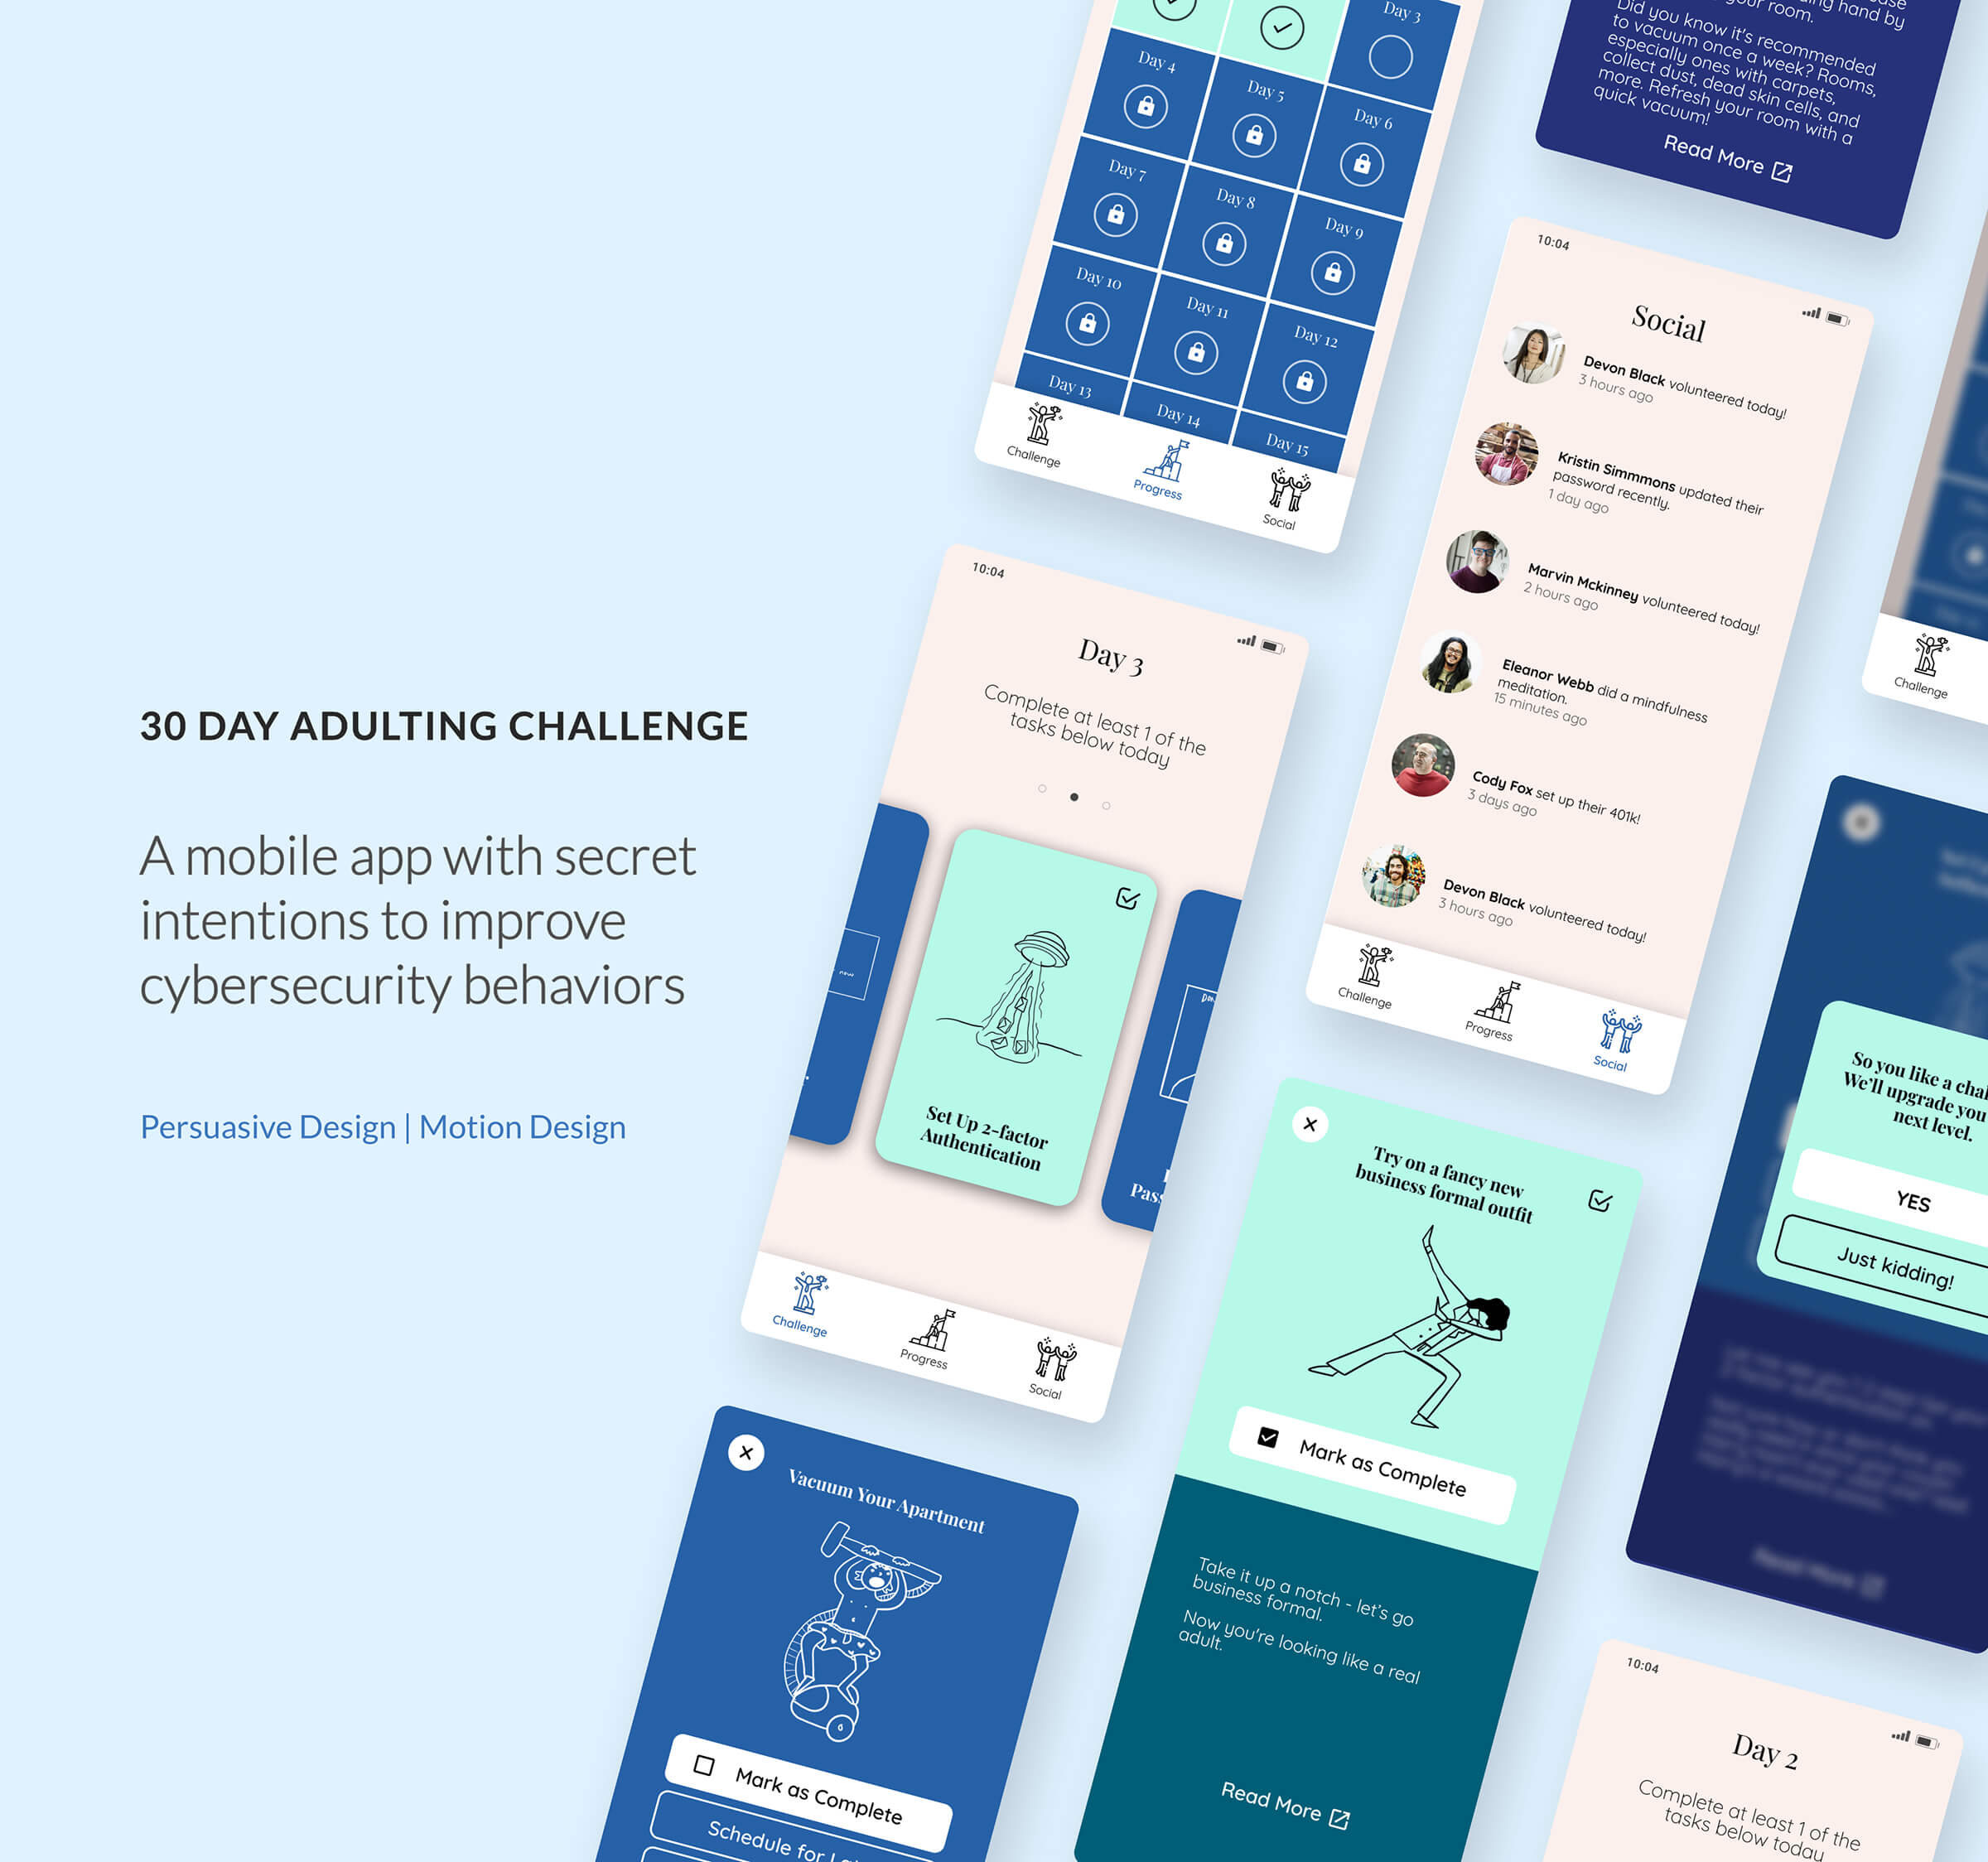 30 DAY ADULTING CHALLENGE
A mobile app with secret
intentions to improve
cybersecurity behaviors
Persuasive Design | Motion Design
Day 3
Day 4
Day 5
Day 6
Day 7
Day 8
Day 9
Day 10
Day 11
Day 12
Day 13
Day 14
Day 15
Challenge
Progress
Social
your room.
hand by
Did you know it's recommended
to vacuum once a week? Rooms,
especially ones with carpets,
collect dust, dead skin cells, and
more. Refresh your room with a
quick vacuum!
Read More
10:04
Social
Devon Black volunteered today!
3 hours ago
Kristin Simmmons updated their
password recently.
1 day ago
Marvin Mckinney volunteered today!
2 hours ago
Eleanor Webb did a mindfulness
meditation.
15 minutes ago
Cody Fox set up their 401k!
3 days ago
Devon Black volunteered today!
3 hours ago
Challenge
Progress
Social
Challenge
10:04
Day 3
Complete at least 1 of the
tasks below today
now
Set Up 2-factor
Authentication
Challenge
Progress
Social
Try on a fancy new
business formal outfit
Mark as Complete
Take it up a notch - let's go
business formal.
Now you're looking like a real
adult.
Read More
So you like a
We'll upgrade you
next level.
YES
Just kidding!
Vacuum Your Apartment
Mark as Complete
Schedule for
10:04
Day 2
Complete at least 1 of the
tasks below today